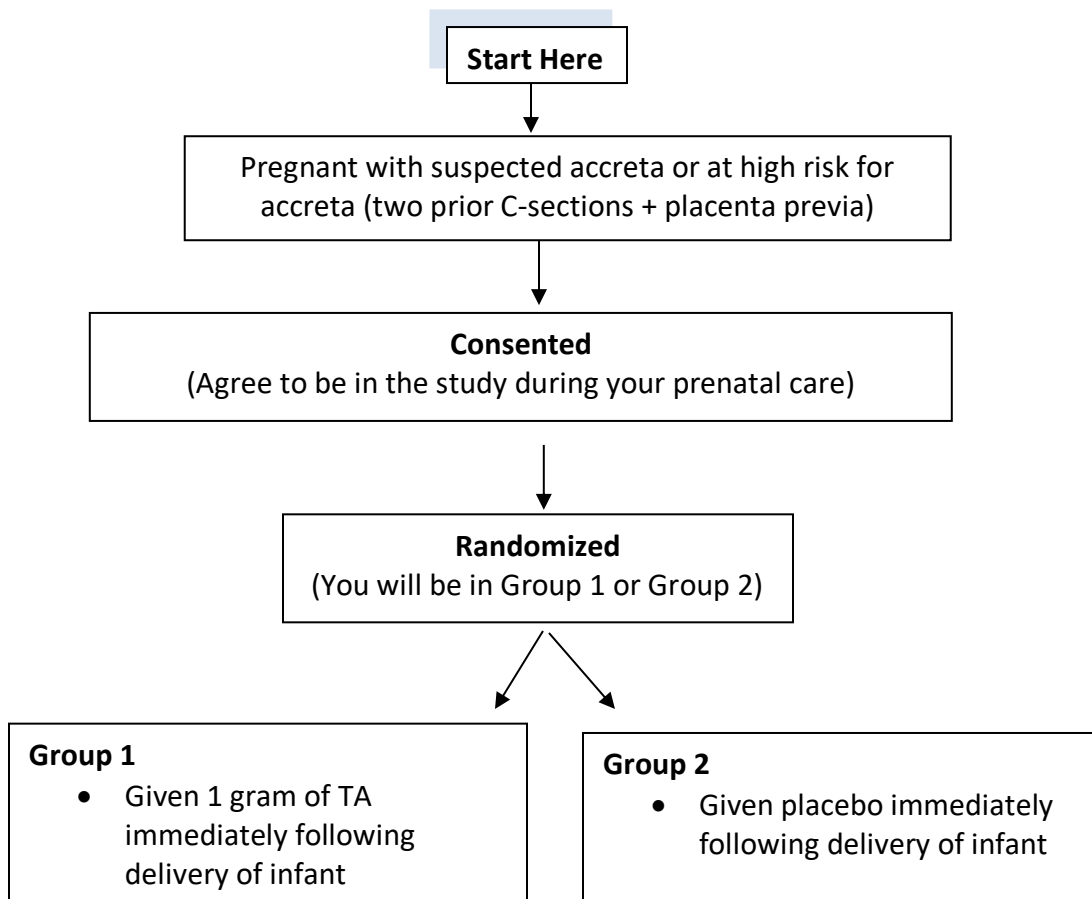 Start Here
Pregnant with suspected accreta or at high risk for
accreta (two prior C-sections + placenta previa)
Consented
(Agree to be in the study during your prenatal care)
Randomized
(You will be in Group 1 or Group 2)
Group 1
• Given 1 gram of TA
immediately following
delivery of infant
Group 2
• Given placebo immediately
following delivery of infant